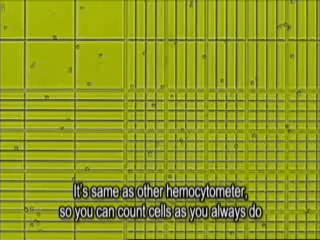 It's same as other hemocytometer,
so you can count cells as you always do